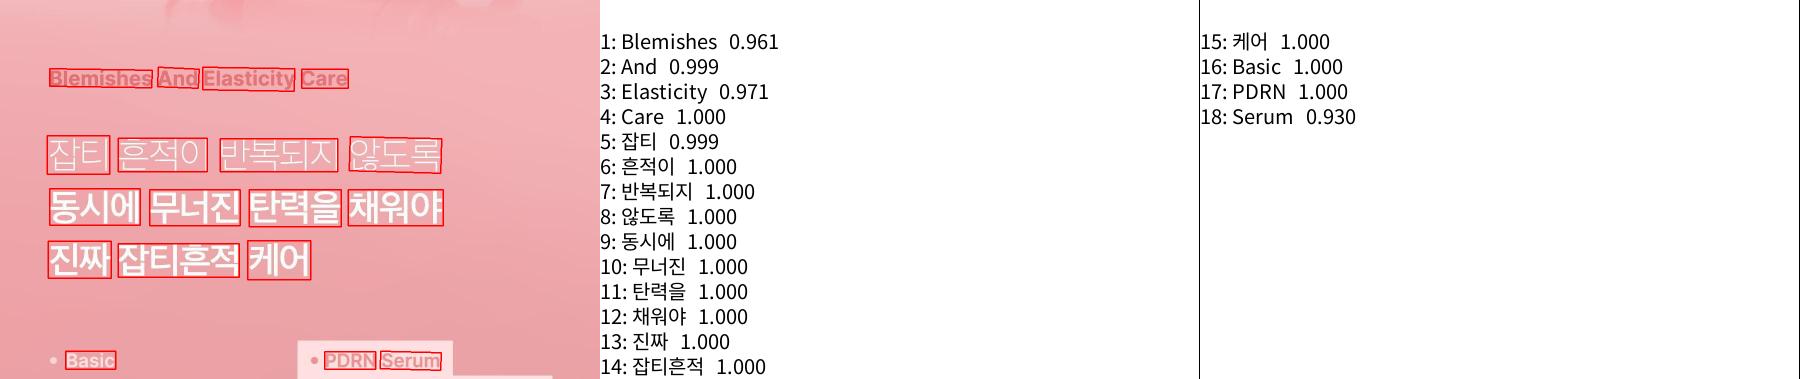 Blemishes And Elasticity Care
잡티 흔적이 반복되지 않도록
동시에 무너진 탄력을 채워야
진짜 잡티흔적 케어
• Basic
• PDRN Serum
1: Blemishes 0.961
2: And 0.999
3: Elasticity 0.971
4: Care 1.000
5: 잡티 0.999
6: 흔적이 1.000
7: 반복되지 1.000
8: 않도록 1.000
9: 동시에 1.000
10: 무너진 1.000
11: 탄력을 1.000
12: 채워야 1.000
13: 진짜 1.000
14: 잡티흔적 1.000
15: 케어 1.000
16: Basic 1.000
17: PDRN 1.000
18: Serum 0.930